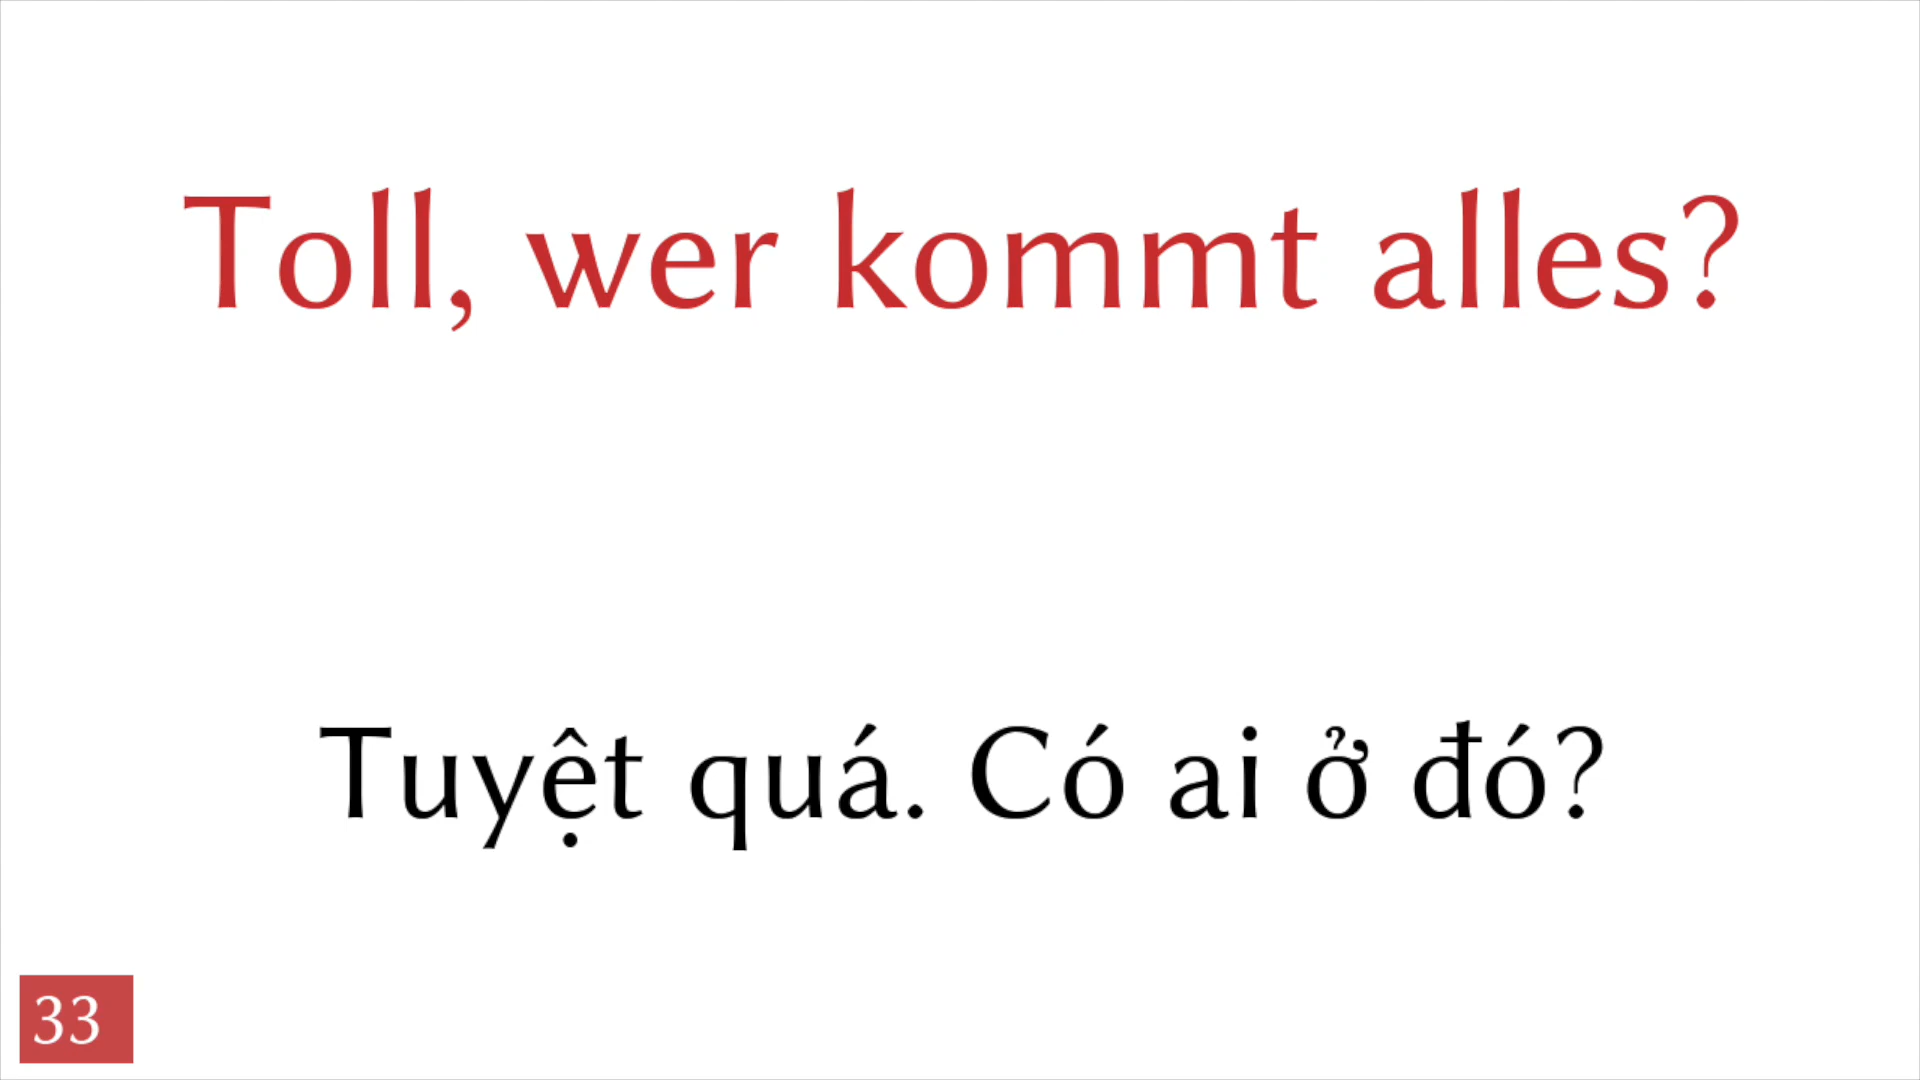 Toll, wer kommt alles?
Tuyệt quá. Có ai ở đó?
33